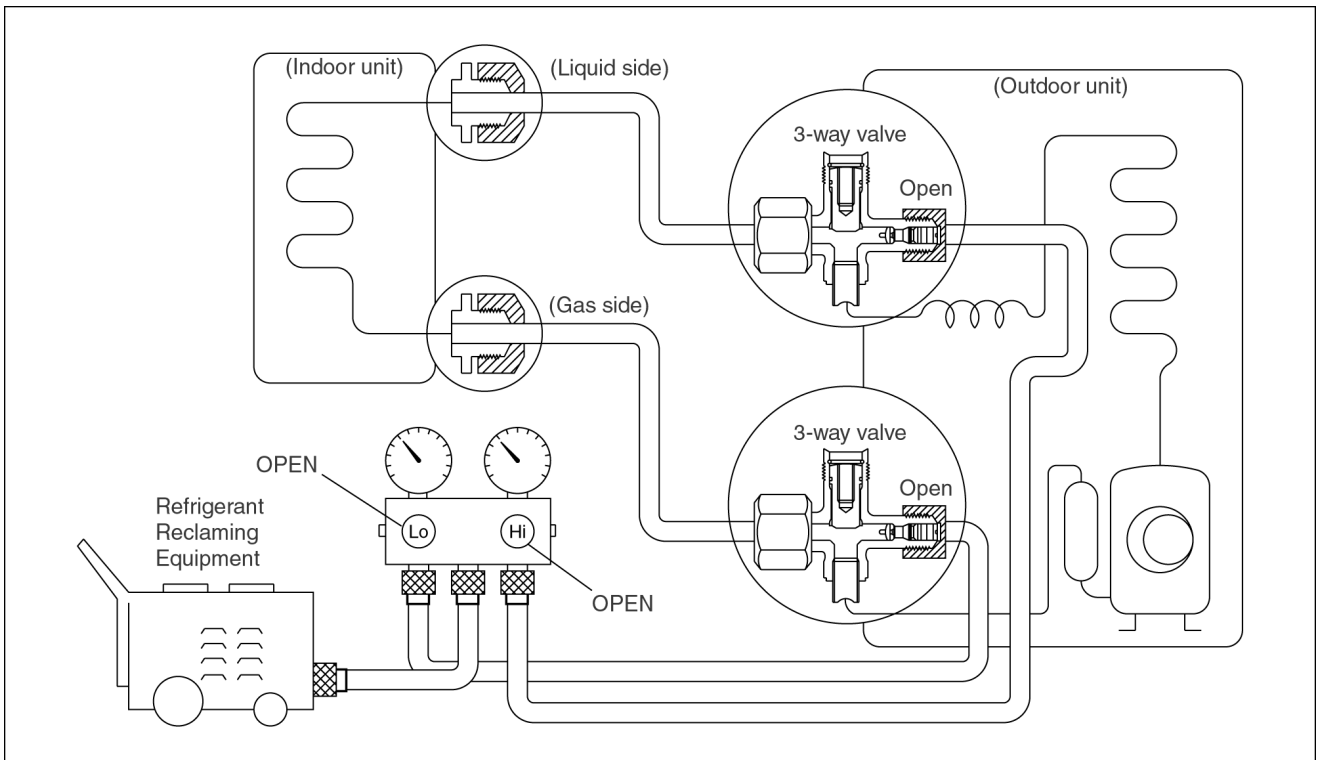 (Indoor unit)
(Liquid side)
(Outdoor unit)
3-way valve
Open
(Gas side)
3-way valve
Open
OPEN
Refrigerant
Reclaming
Equipment
Lo
Hi
OPEN